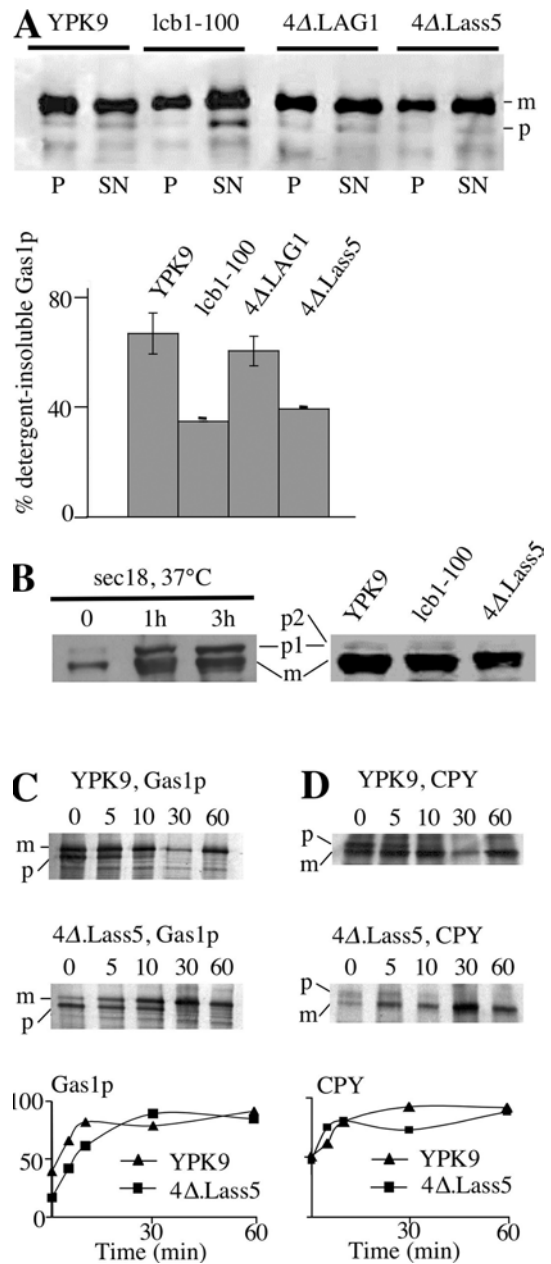 A
YPK9 lcb1-100 4Δ.LAG1 4Δ.Lass5
m
p
P SN P SN P SN P SN
YPK9 lcb1-100 4Δ.LAG1 4Δ.Lass5
% detergent-insoluble Gas1p
80
40
0
B
sec18, 37°C
0 1h 3h
YPK9 lcb1-100 4Δ.Lass5
p2
p1
m
C
YPK9, Gas1p
0 5 10 30 60
m
p
4Δ.Lass5, Gas1p
0 5 10 30 60
m
p
Gas1p
100
50
0
YPK9
4Δ.Lass5
30 60
Time (min)
D
YPK9, CPY
0 5 10 30 60
p
m
4Δ.Lass5, CPY
0 5 10 30 60
p
m
CPY
YPK9
4Δ.Lass5
30 60
Time (min)